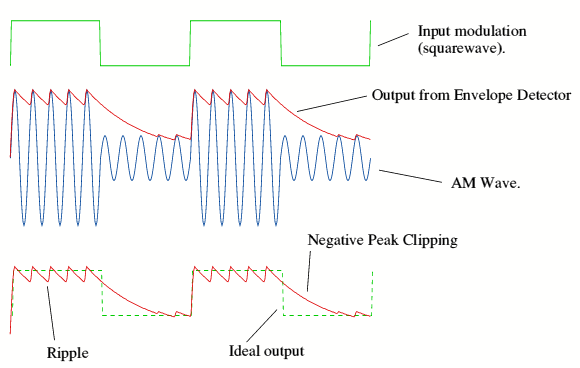 Input modulation
(squarewave).
Output from Envelope Detector
AM Wave.
Negative Peak Clipping
Ripple
Ideal output